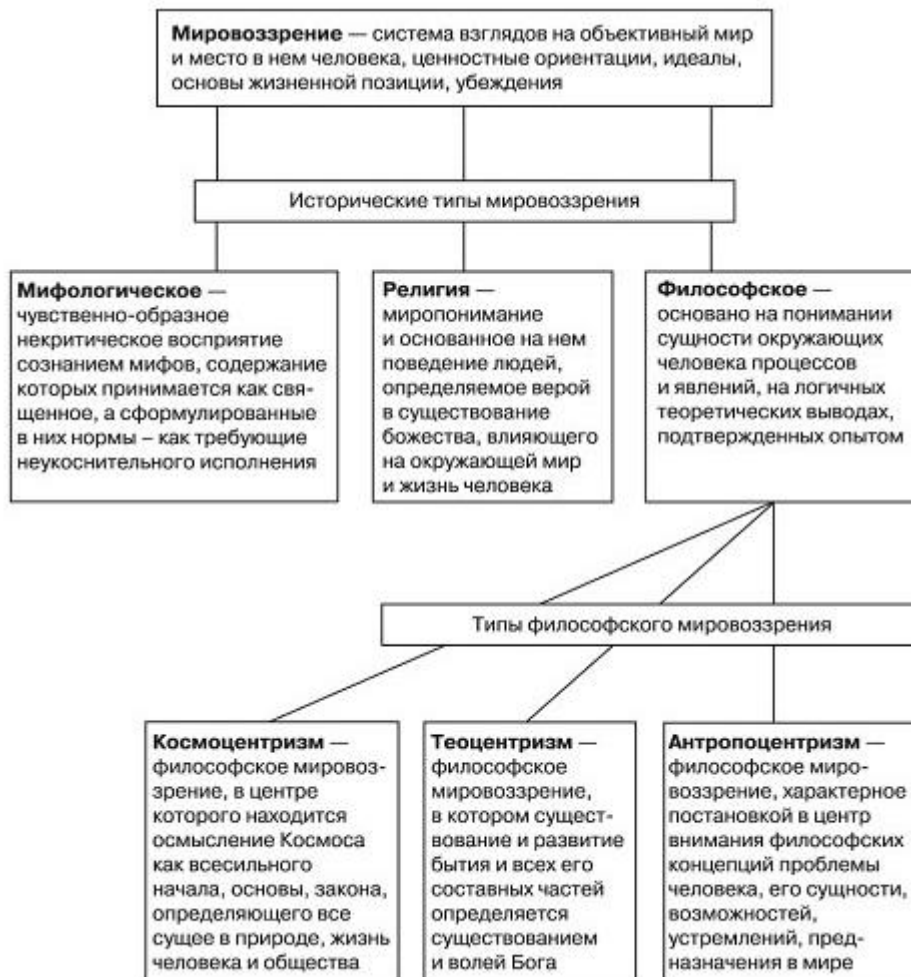 Мировоззрение — система взглядов на объективный мир
и место в нем человека, ценностные ориентации, идеалы,
основы жизненной позиции, убеждения
Исторические типы мировоззрения
Мифологическое —
чувственно-образное
некритическое восприятие
сознанием мифов, содержание
которых принимается как свя-
щенное, а сформулированные
в них нормы – как требующие
неукоснительного исполнения
Религия —
миропонимание
и основанное на нем
поведение людей,
определяемое верой
в существование
божества, влияющего
на окружающей мир
и жизнь человека
Философское —
основано на понимании
сущности окружающих
человека процессов
и явлений, на логичных
теоретических выводах,
подтвержденных опытом
Типы философского мировоззрения
Космоцентризм —
философское мировоз-
зрение, в центре
которого находится
осмысление Космоса
как всесильного
начала, основы, закона,
определяющего все
сущее в природе, жизнь
человека и общества
Теоцентризм —
философское
мировоззрение,
в котором сущест-
вование и развитие
бытия и всех его
составных частей
определяется
существованием
и волей Бога
Антропоцентризм —
философское миро-
воззрение, характерное
постановкой в центр
внимания философских
концепций проблемы
человека, его сущности,
возможностей,
устремлений, пред-
назначения в мире